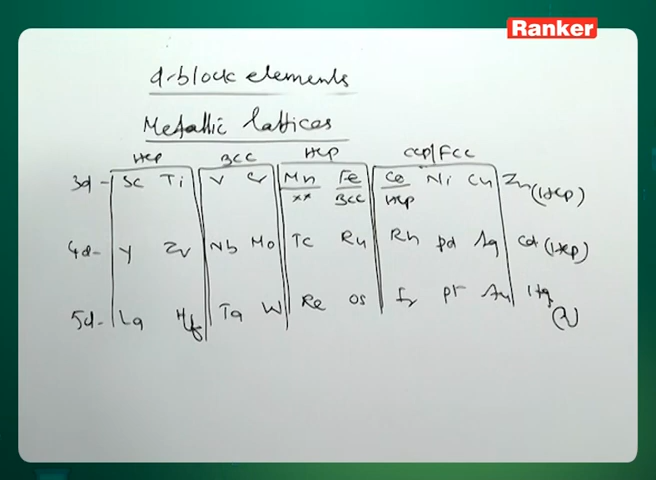 Ranker
d-block elements
Metallic lattices
HCP BCC HCP CCP/FCC
3d- Sc Ti V Cr Mn Fe Co Ni Cu Zn (HCP)
** BCC HCP
4d- Y Zr Nb Mo Tc Ru Rh Pd Ag Cd (HCP)
5d- La Hf Ta W Re Os Ir Pt Au Hg